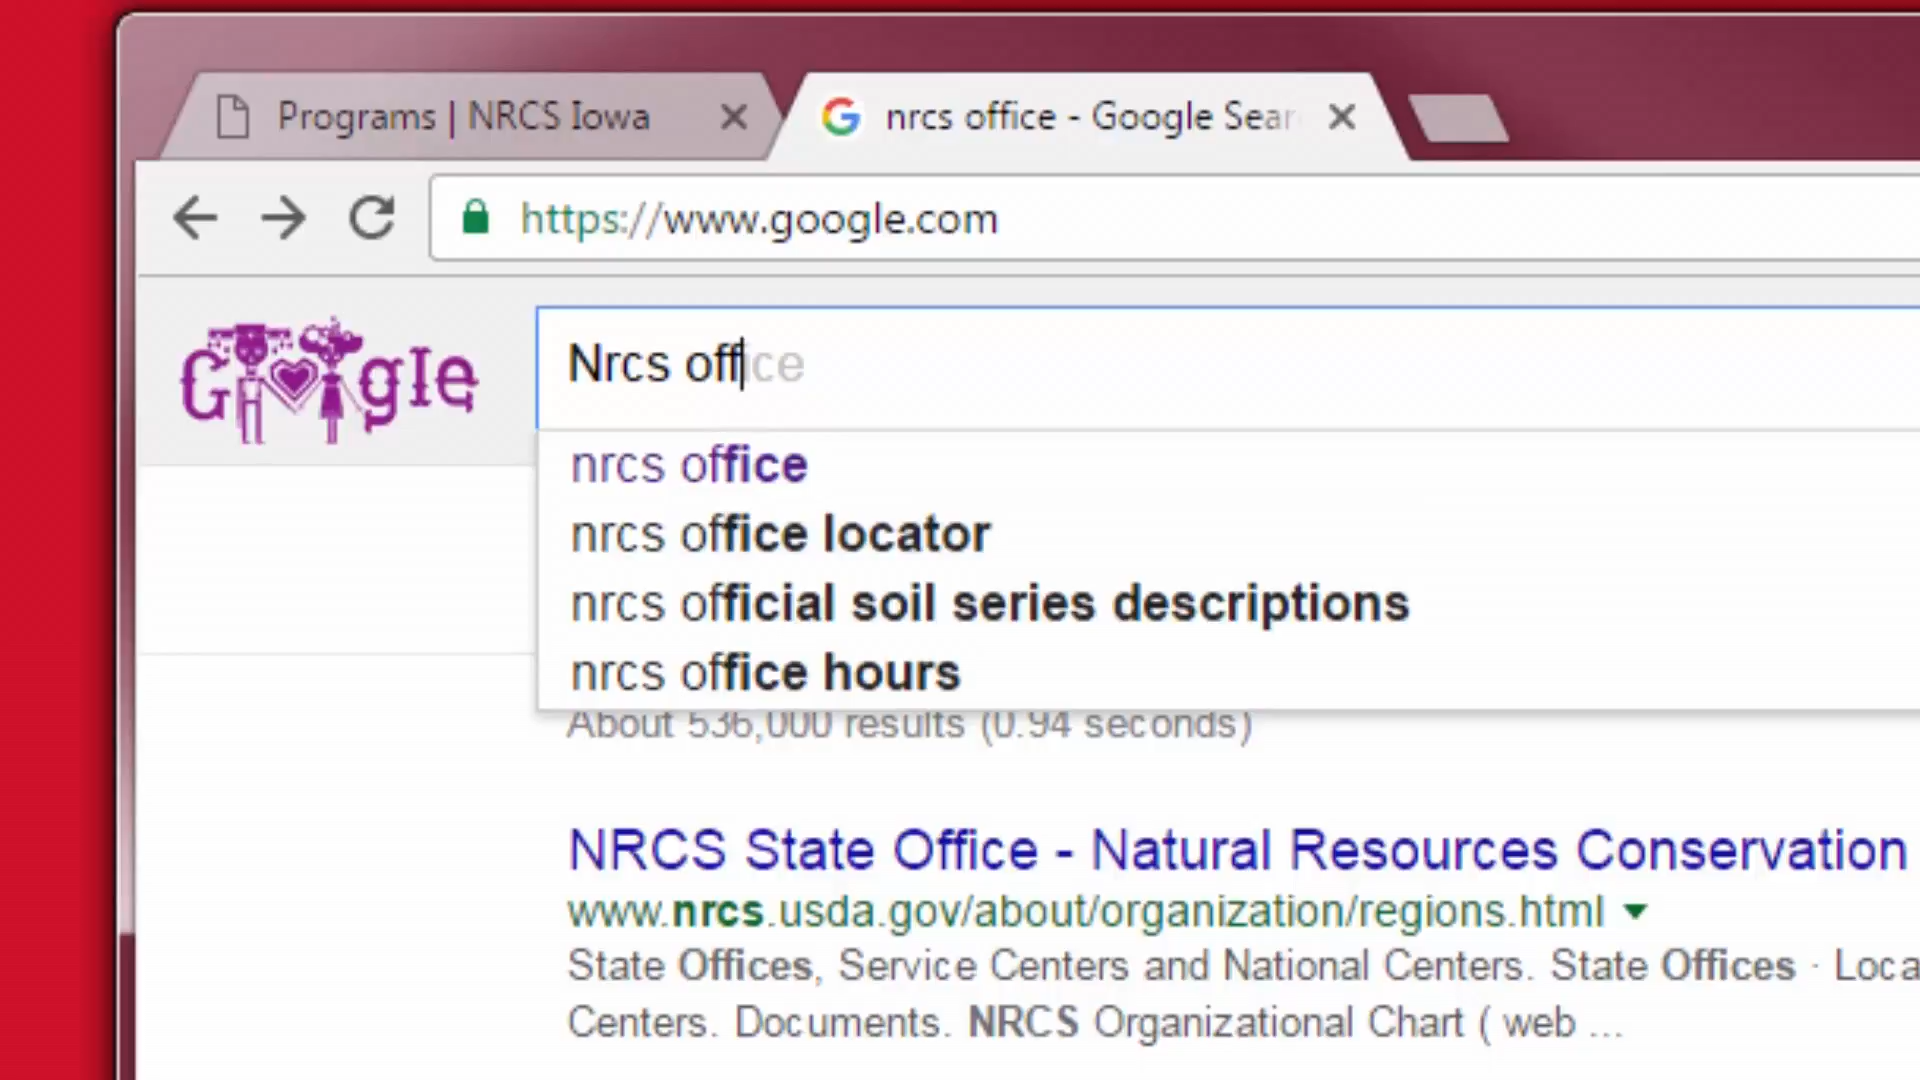 Programs | NRCS Iowa
nrcs office - Google Sear
https://www.google.com
Google
Nrcs office
nrcs office
nrcs office locator
nrcs official soil series descriptions
nrcs office hours
About 536,000 results (0.94 seconds)
NRCS State Office - Natural Resources Conservation
www.nrcs.usda.gov/about/organization/regions.html
State Offices, Service Centers and National Centers. State Offices · Loca
Centers. Documents. NRCS Organizational Chart ( web ...